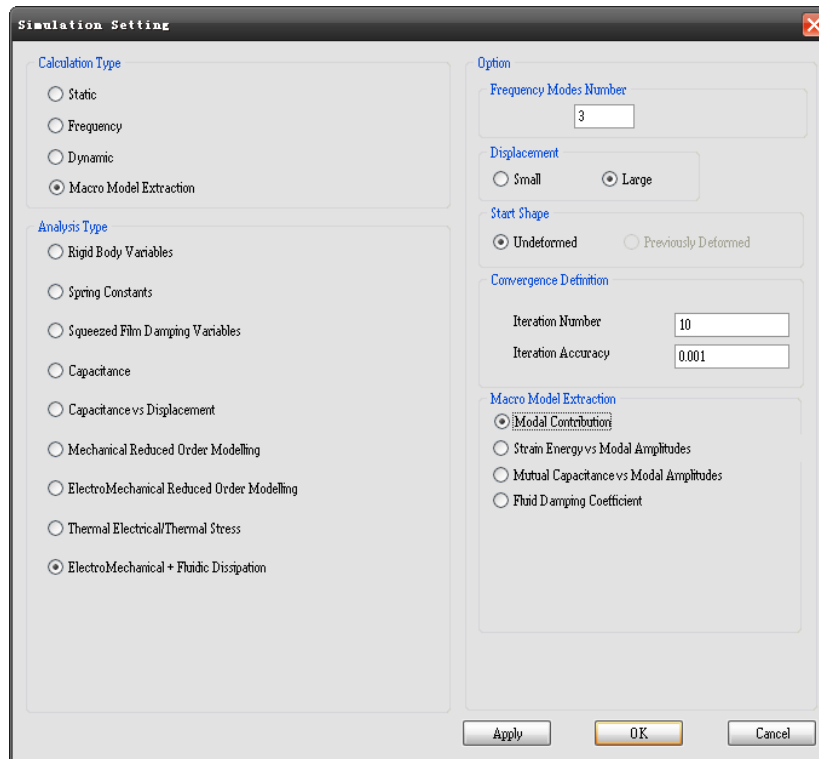 Simulation Setting
Calculation Type
Static
Frequency
Dynamic
Macro Model Extraction
Analysis Type
Rigid Body Variables
Spring Constants
Squeezed Film Damping Variables
Capacitance
Capacitance vs Displacement
Mechanical Reduced Order Modelling
ElectroMechanical Reduced Order Modelling
Thermal Electrical/Thermal Stress
ElectroMechanical + Fluidic Dissipation
Option
Frequency Modes Number
3
Displacement
Small Large
Start Shape
Undeformed Previously Deformed
Convergence Definition
Iteration Number 10
Iteration Accuracy 0.001
Macro Model Extraction
Modal Contribution
Strain Energy vs Modal Amplitudes
Mutual Capacitance vs Modal Amplitudes
Fluid Damping Coefficient
Apply OK Cancel